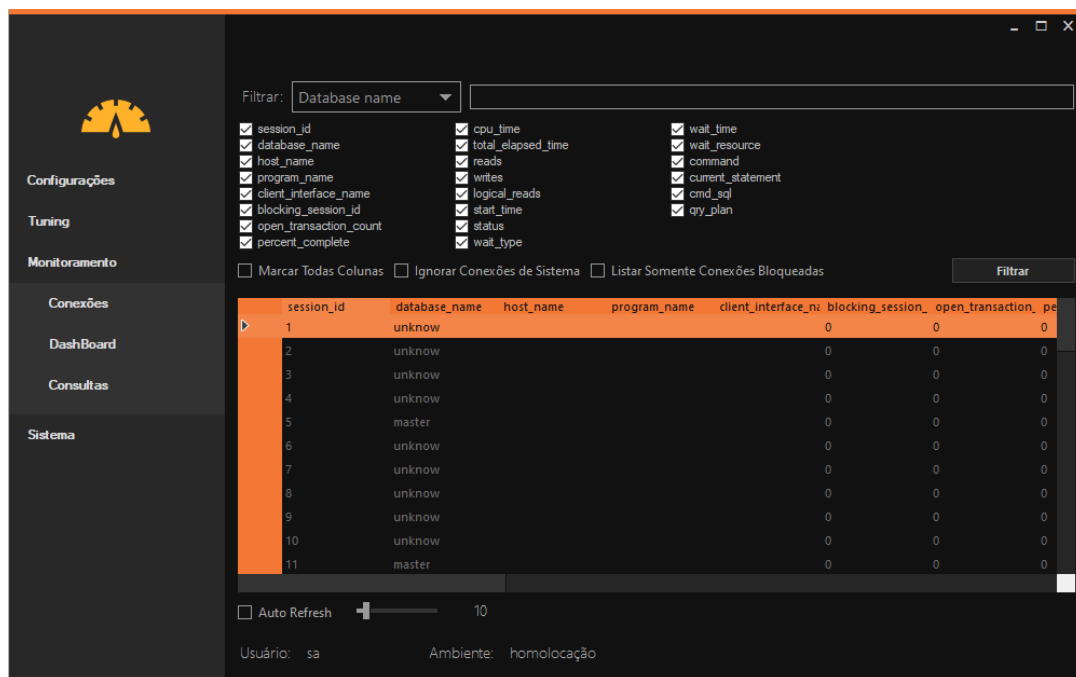 Filtrar: Database name
session_id cpu_time wait_time
database_name total_elapsed_time wait_resource
host_name reads command
program_name writes current_statement
client_interface_name logical_reads cmd_sql
blocking_session_id start_time qry_plan
open_transaction_count status
percent_complete wait_type
Configurações
Tuning
Monitoramento
Conexões
DashBoard
Consultas
Sistema
Marcar Todas Colunas Ignorar Conexões de Sistema Listar Somente Conexões Bloqueadas Filtrar
session_id database_name host_name program_name client_interface_na blocking_session_ open_transaction_ pe
1 unknow 0 0 0
2 unknow 0 0 0
3 unknow 0 0 0
4 unknow 0 0 0
5 master 0 0 0
6 unknow 0 0 0
7 unknow 0 0 0
8 unknow 0 0 0
9 unknow 0 0 0
10 unknow 0 0 0
11 master 0 0 0
Auto Refresh 10
Usuário: sa Ambiente: homolocação